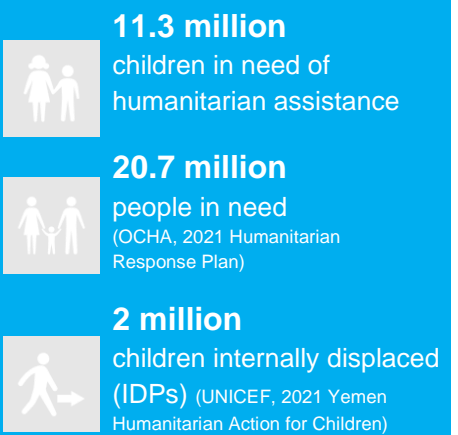 11.3 million
children in need of
humanitarian assistance
20.7 million
people in need
(OCHA, 2021 Humanitarian
Response Plan)
2 million
children internally displaced
(IDPs) (UNICEF, 2021 Yemen
Humanitarian Action for Children)